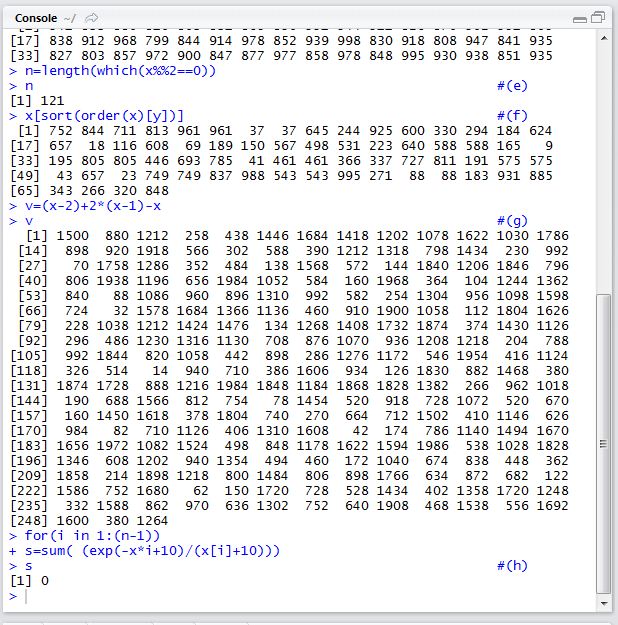 Console ~/
[17] 838 912 968 799 844 914 978 852 939 998 830 918 808 947 841 935
[33] 827 803 857 972 900 847 877 977 858 978 848 995 930 938 851 935
> n=length(which(x%%2==0))
> n #(e)
[1] 121
> x[sort(order(x)[y])] #(f)
[1] 752 844 711 813 961 961 37 37 645 244 925 600 330 294 184 624
[17] 657 18 116 608 69 189 150 567 498 531 223 640 588 588 165 9
[33] 195 805 805 446 693 785 41 461 461 366 337 727 811 191 575 575
[49] 43 657 23 749 749 837 988 543 543 995 271 88 88 183 931 885
[65] 343 266 320 848
> v=(x-2)+2*(x-1)-x
> v #(g)
[1] 1500 880 1212 258 438 1446 1684 1418 1202 1078 1622 1030 1786
[14] 898 920 1918 566 302 588 390 1212 1318 798 1434 230 992
[27] 70 1758 1286 352 484 138 1568 572 144 1840 1206 1846 796
[40] 806 1938 1196 656 1984 1052 584 160 1968 364 104 1244 1362
[53] 840 88 1086 960 896 1310 992 582 254 1304 956 1098 1598
[66] 724 32 1578 1684 1366 1136 460 910 1900 1058 112 1804 1626
[79] 228 1038 1212 1424 1476 134 1268 1408 1732 1874 374 1430 1126
[92] 296 486 1230 1316 1130 708 876 1070 936 1208 1218 204 788
[105] 992 1844 820 1058 442 898 286 1276 1172 546 1954 416 1124
[118] 326 514 14 940 710 386 1606 934 126 1830 882 1468 380
[131] 1874 1728 888 1216 1984 1848 1184 1868 1828 1382 266 962 1018
[144] 190 688 1566 812 754 78 1454 520 918 728 1072 520 670
[157] 160 1450 1618 378 1804 740 270 664 712 1502 410 1146 626
[170] 984 82 710 1126 406 1310 1608 42 174 786 1140 1494 1670
[183] 1656 1972 1082 1524 498 848 1178 1622 1594 1986 538 1028 1828
[196] 1346 608 1202 940 1354 494 460 172 1040 674 838 448 362
[209] 1858 214 1898 1218 800 1484 806 898 1766 634 872 682 122
[222] 1586 752 1680 62 150 1720 728 528 1434 402 1358 1720 1248
[235] 332 1588 862 970 636 1302 752 640 1908 468 1538 556 1692
[248] 1600 380 1264
> for(i in 1:(n-1))
+ s=sum( (exp(-x*i+10)/(x[i]+10)))
> s #(h)
[1] 0
>